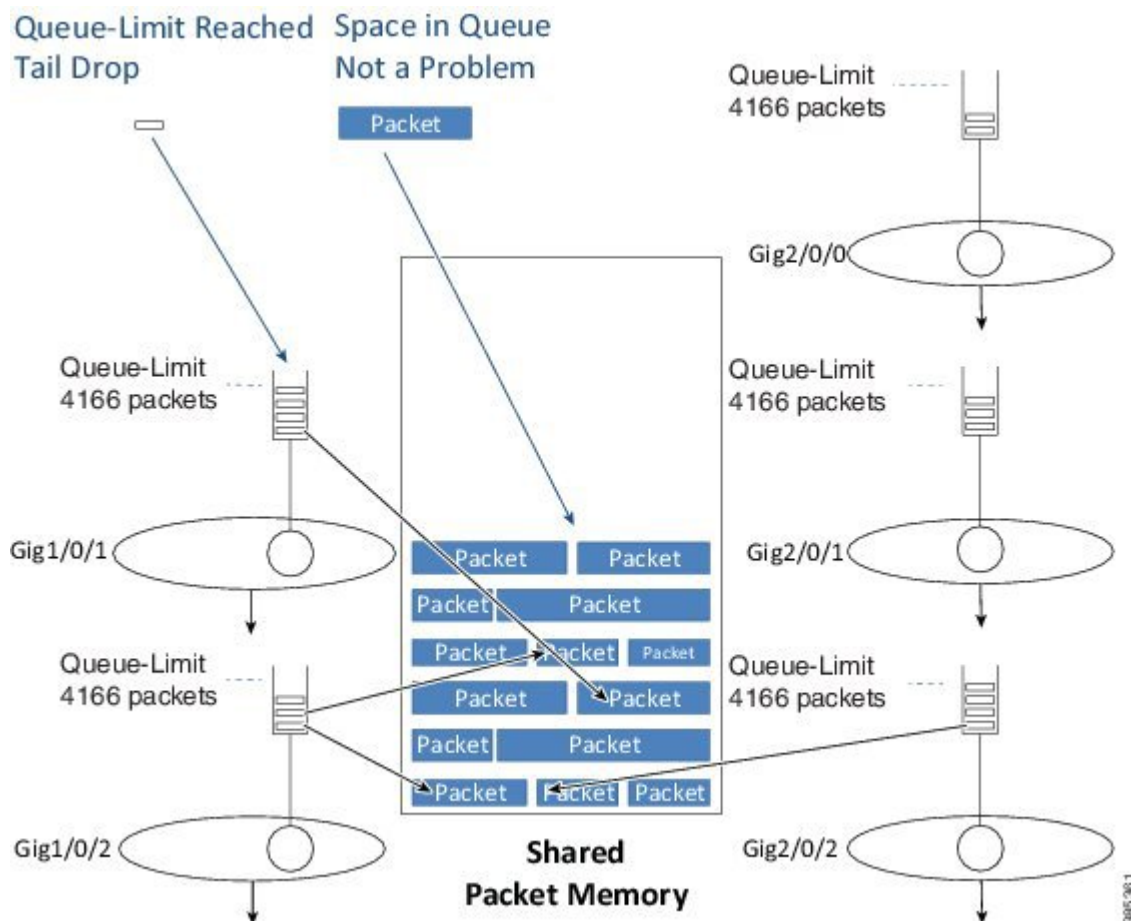 Queue-Limit Reached
Tail Drop
Space in Queue
Not a Problem
Packet
Queue-Limit
4166 packets
Gig2/0/0
Queue-Limit
4166 packets
Gig1/0/1
Queue-Limit
4166 packets
Gig2/0/1
Packet Packet
Packet Packet
Packet Packet Packet
Packet Packet
Packet Packet
Packet Packet Packet
Queue-Limit
4166 packets
Gig1/0/2
Queue-Limit
4166 packets
Gig2/0/2
Shared
Packet Memory